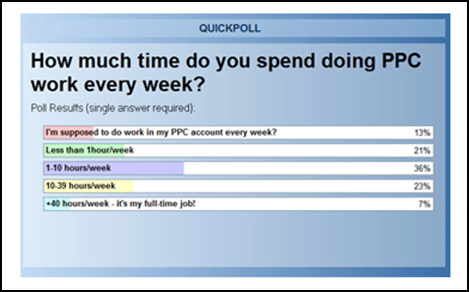 QUICKPOLL
How much time do you spend doing PPC
work every week?
Poll Results (single answer required):
I'm supposed to do work in my PPC account every week? 13%
Less than 1hour/week 21%
1-10 hours/week 36%
10-39 hours/week 23%
+40 hours/week - it's my full-time job! 7%